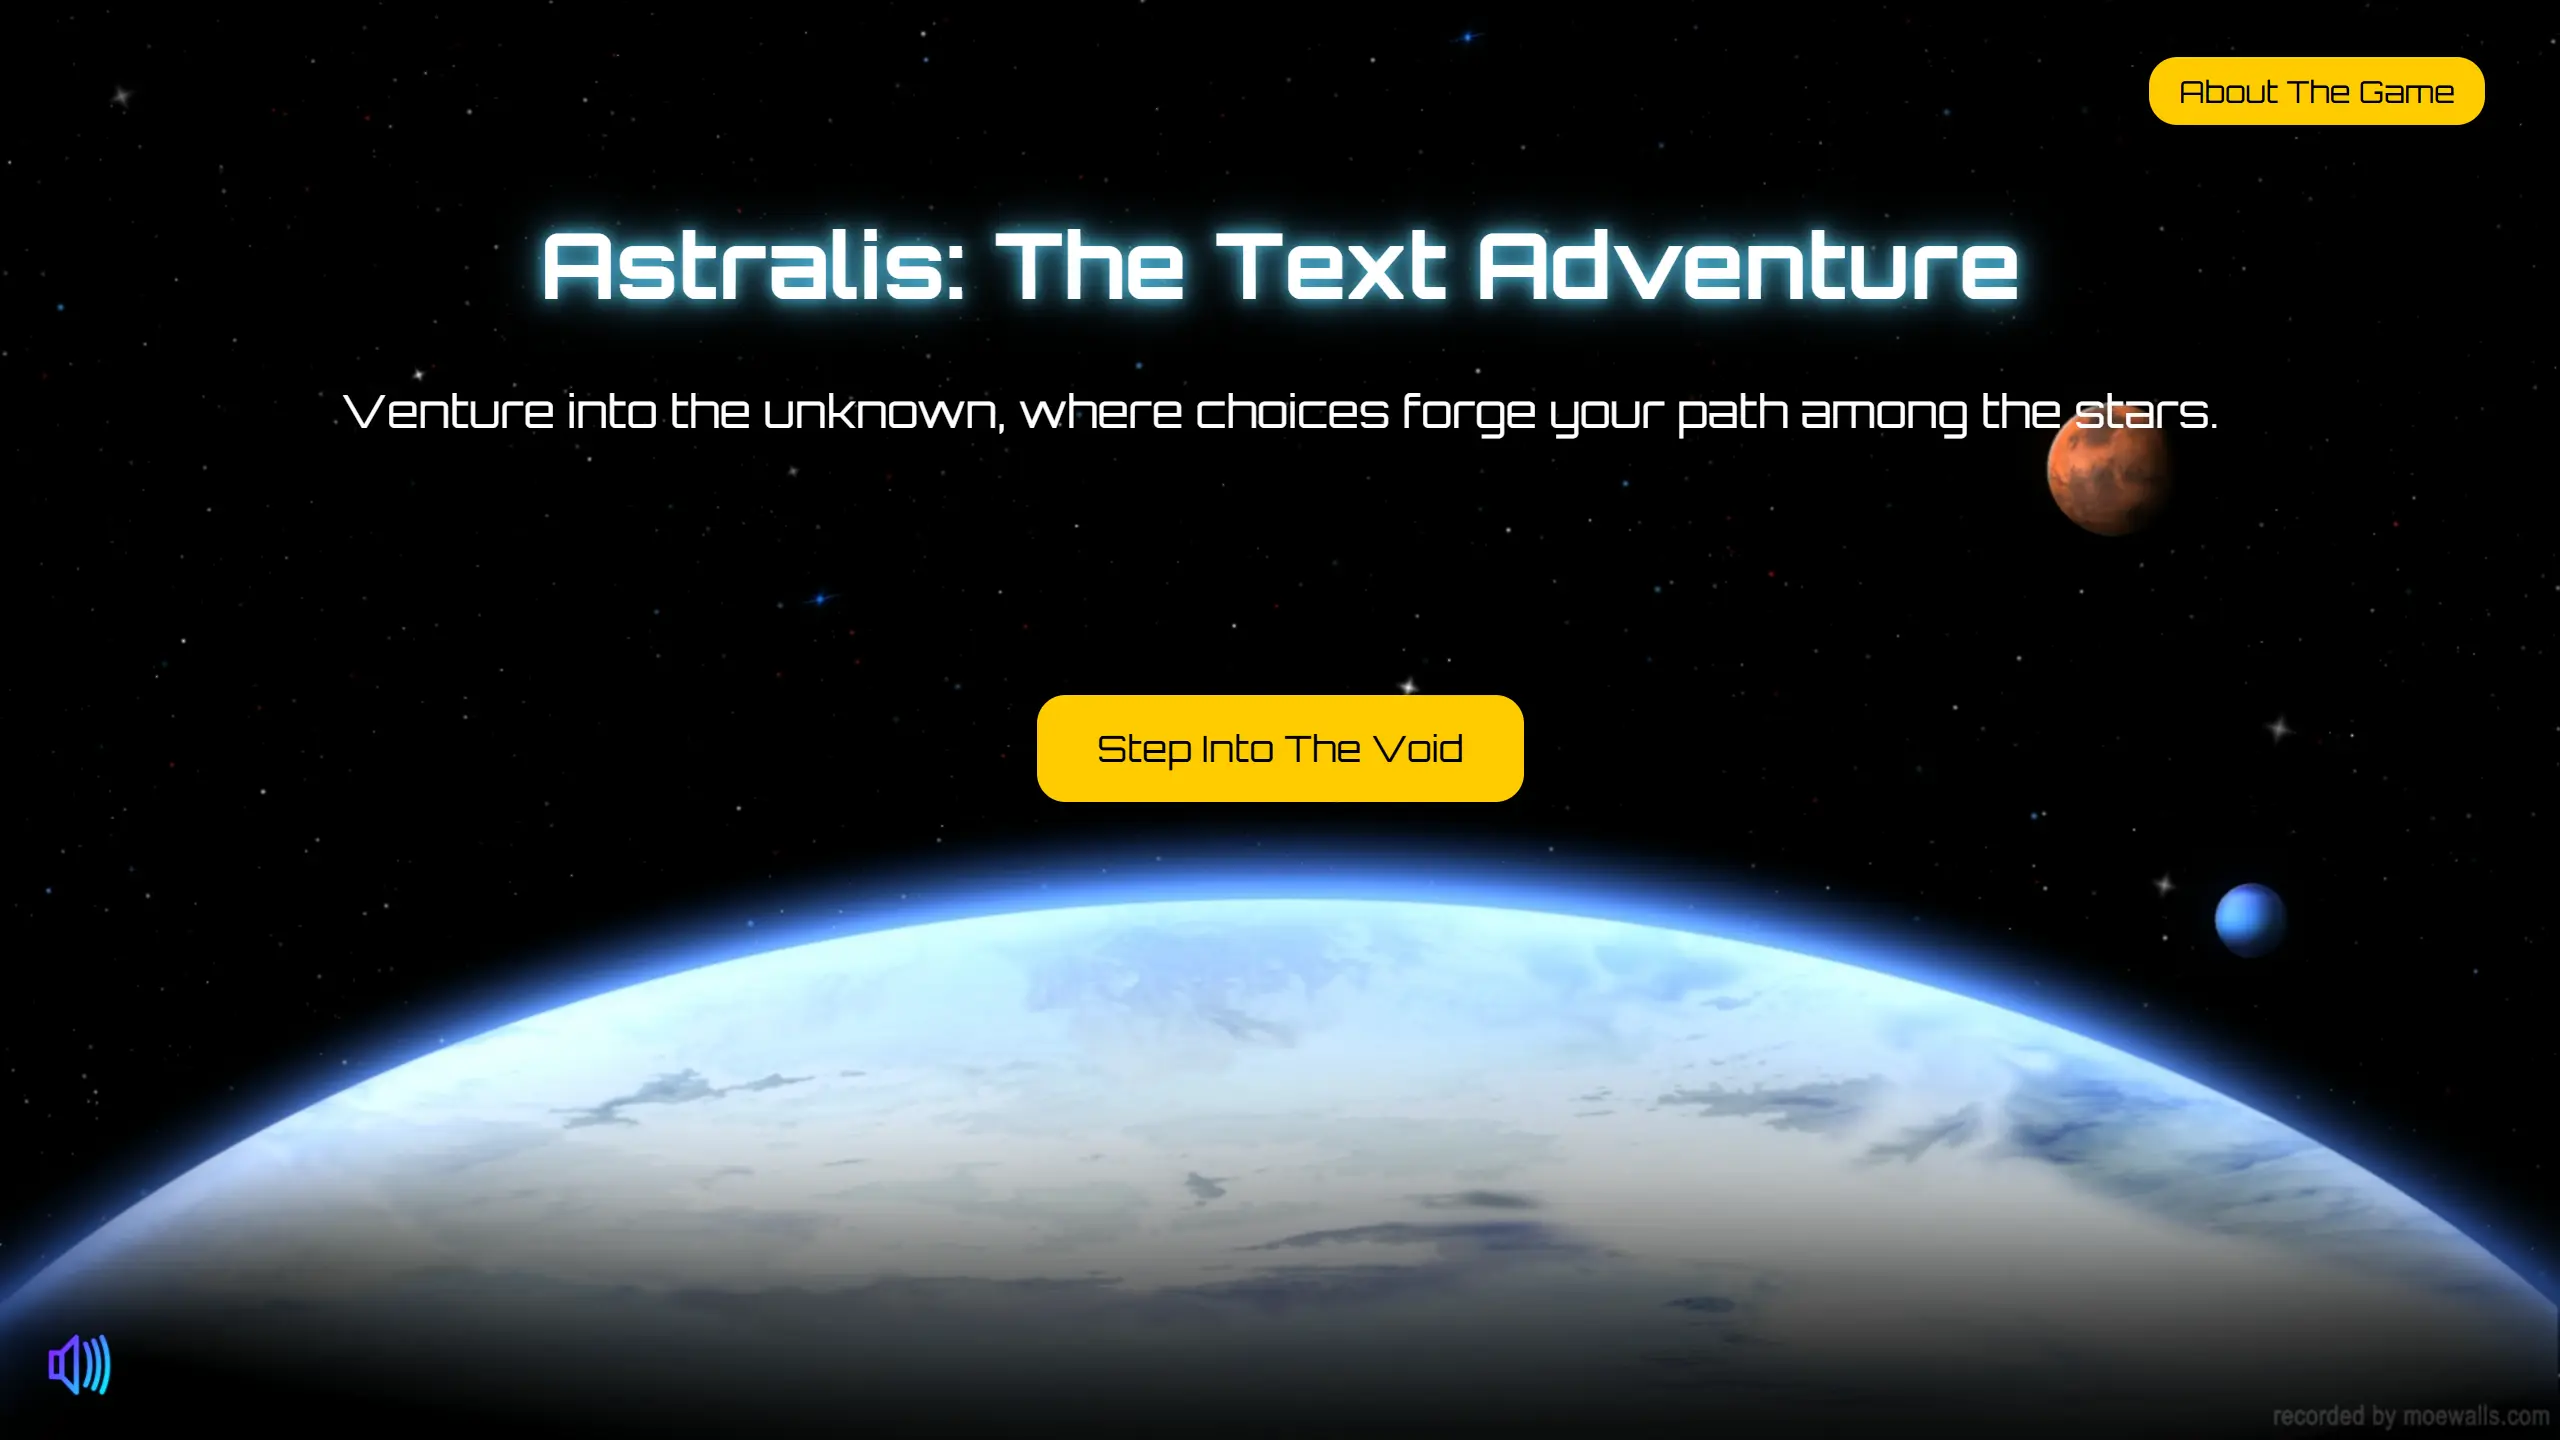 About The Game
Astralis: The Text Adventure
Venture into the unknown, where choices forge your path among the stars.
Step Into The Void
recorded by moewalls.com